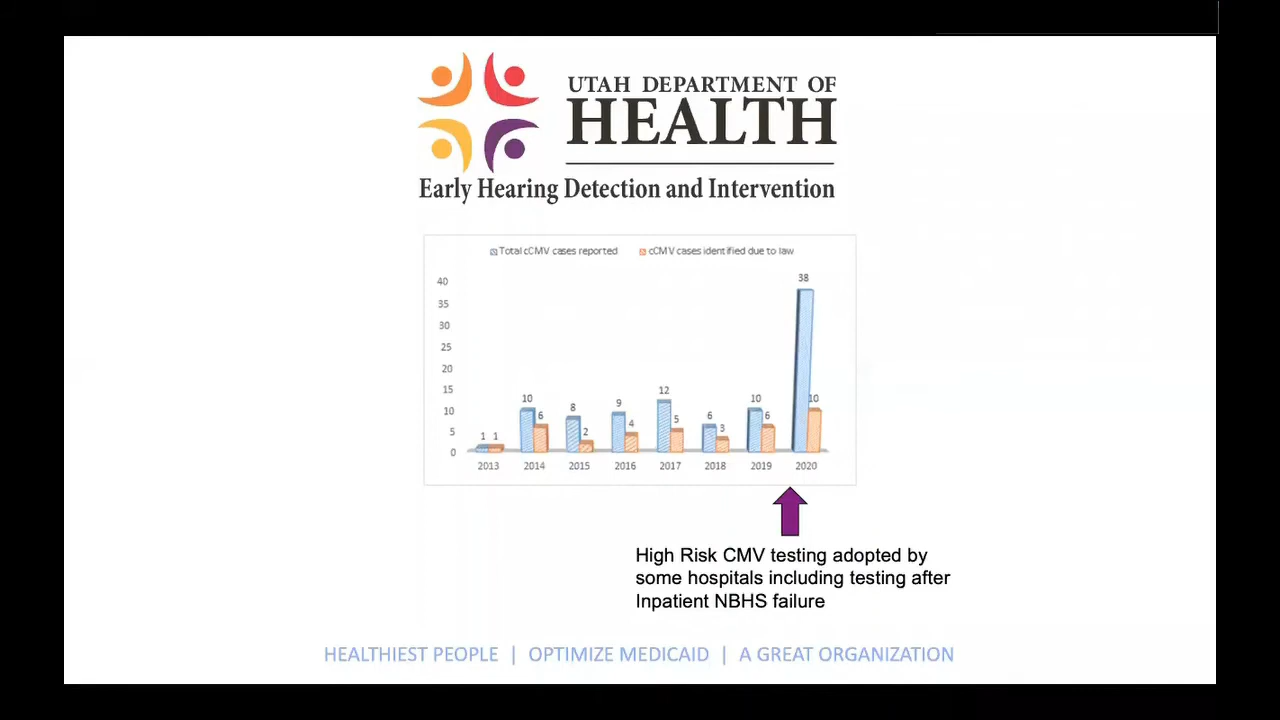 UTAH DEPARTMENT OF
HEALTH
Early Hearing Detection and Intervention
Total cCMV cases reported cCMV cases identified due to law
40
35
30
25
20
15
10
5
0
1 1
10 6
8 2
9 4
12 5
6 3
10 6
38 10
2013 2014 2015 2016 2017 2018 2019 2020
High Risk CMV testing adopted by
some hospitals including testing after
Inpatient NBHS failure
HEALTHIEST PEOPLE | OPTIMIZE MEDICAID | A GREAT ORGANIZATION